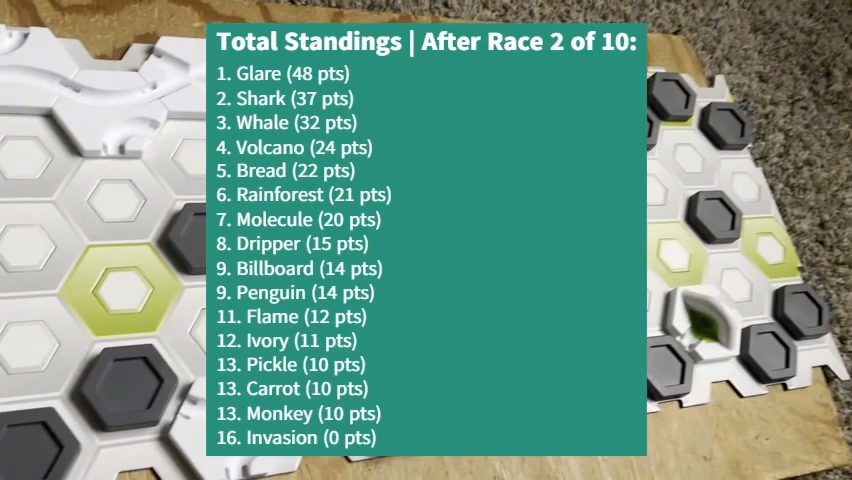 Total Standings | After Race 2 of 10:
1. Glare (48 pts)
2. Shark (37 pts)
3. Whale (32 pts)
4. Volcano (24 pts)
5. Bread (22 pts)
6. Rainforest (21 pts)
7. Molecule (20 pts)
8. Dripper (15 pts)
9. Billboard (14 pts)
9. Penguin (14 pts)
11. Flame (12 pts)
12. Ivory (11 pts)
13. Pickle (10 pts)
13. Carrot (10 pts)
13. Monkey (10 pts)
16. Invasion (0 pts)